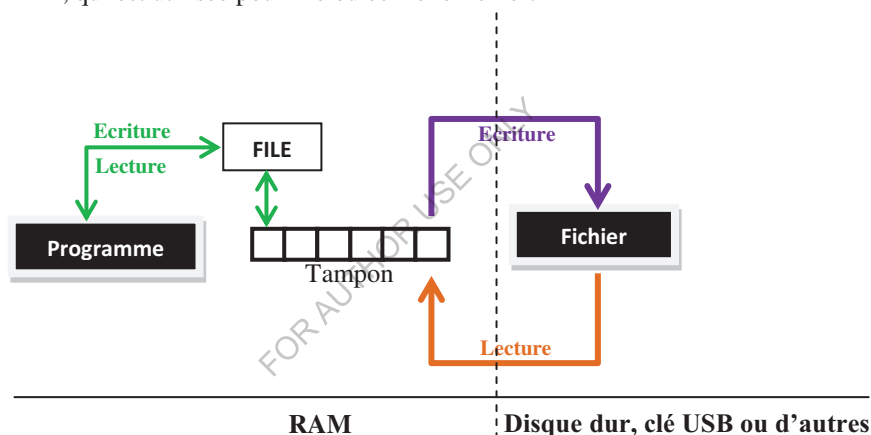 Ecriture
Lecture
FILE
Programme
Tampon
Ecriture
Fichier
Lecture
FOR AUTHOR USE ONLY
RAM
Disque dur, clé USB ou d'autres